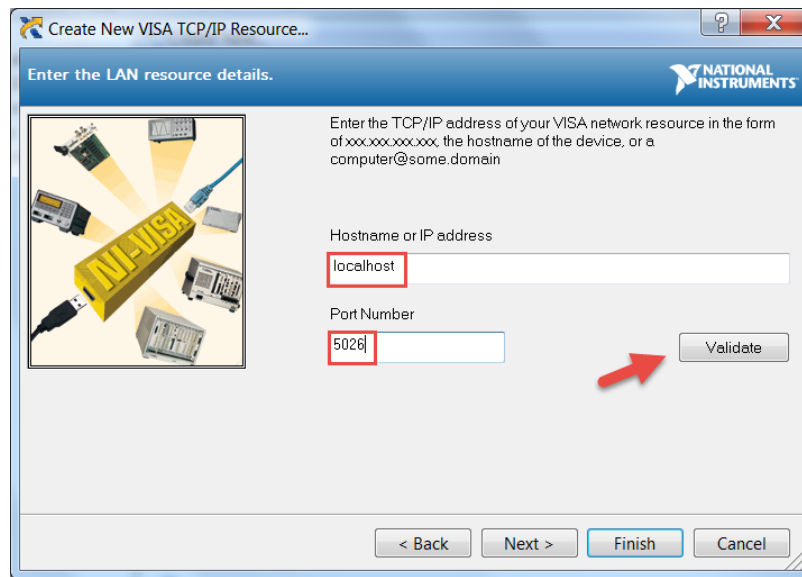 Create New VISA TCP/IP Resource...
Enter the LAN resource details.
NATIONAL
INSTRUMENTS
Enter the TCP/IP address of your VISA network resource in the form
of xxx.xxx.xxx.xxx, the hostname of the device, or a
computer@some.domain
NI-VISA
Hostname or IP address
localhost
Port Number
5026
Validate
< Back
Next >
Finish
Cancel